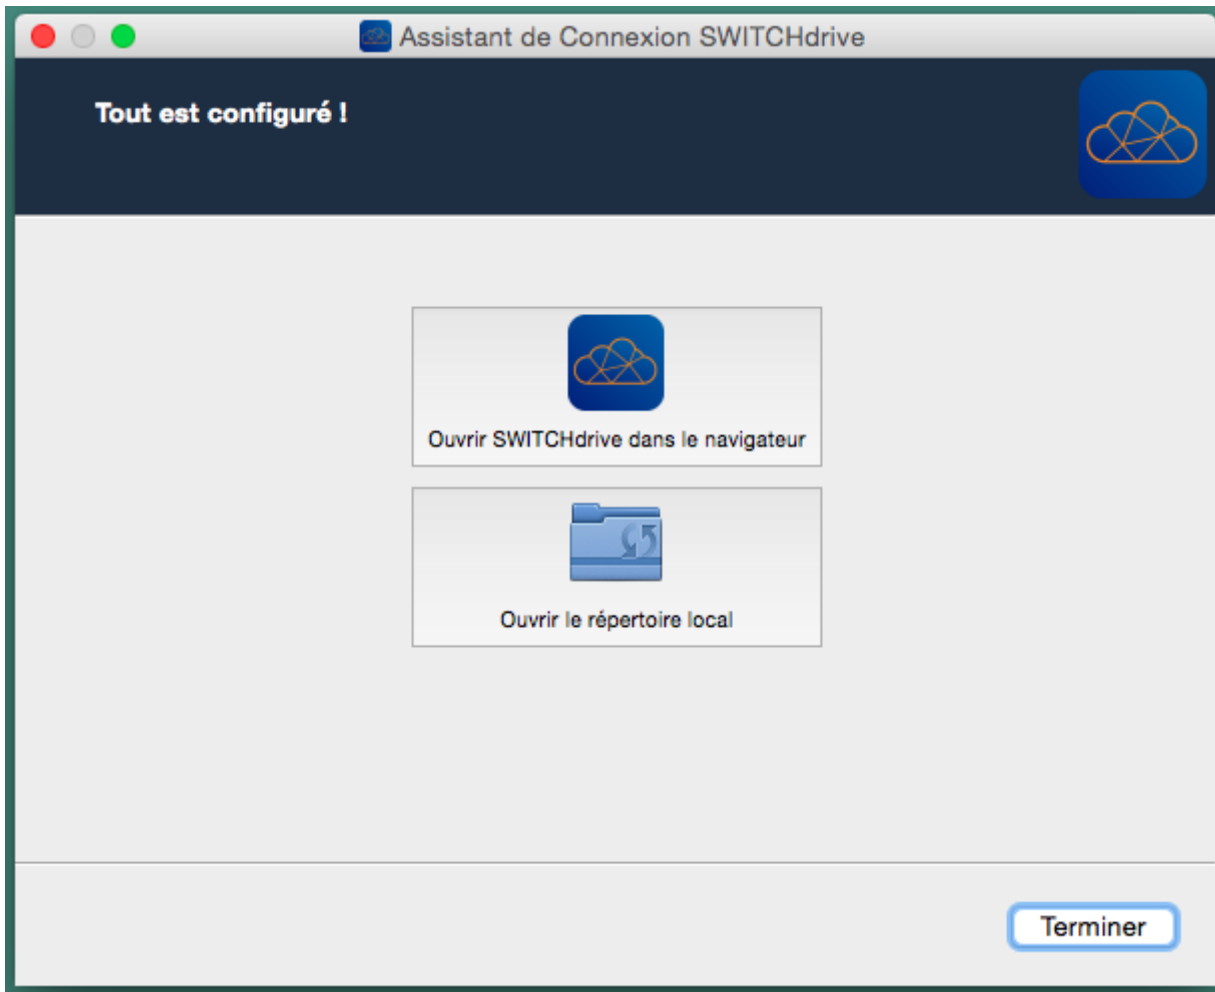 Assistant de Connexion SWITCHdrive
Tout est configuré !
Ouvrir SWITCHdrive dans le navigateur
Ouvrir le répertoire local
Terminer